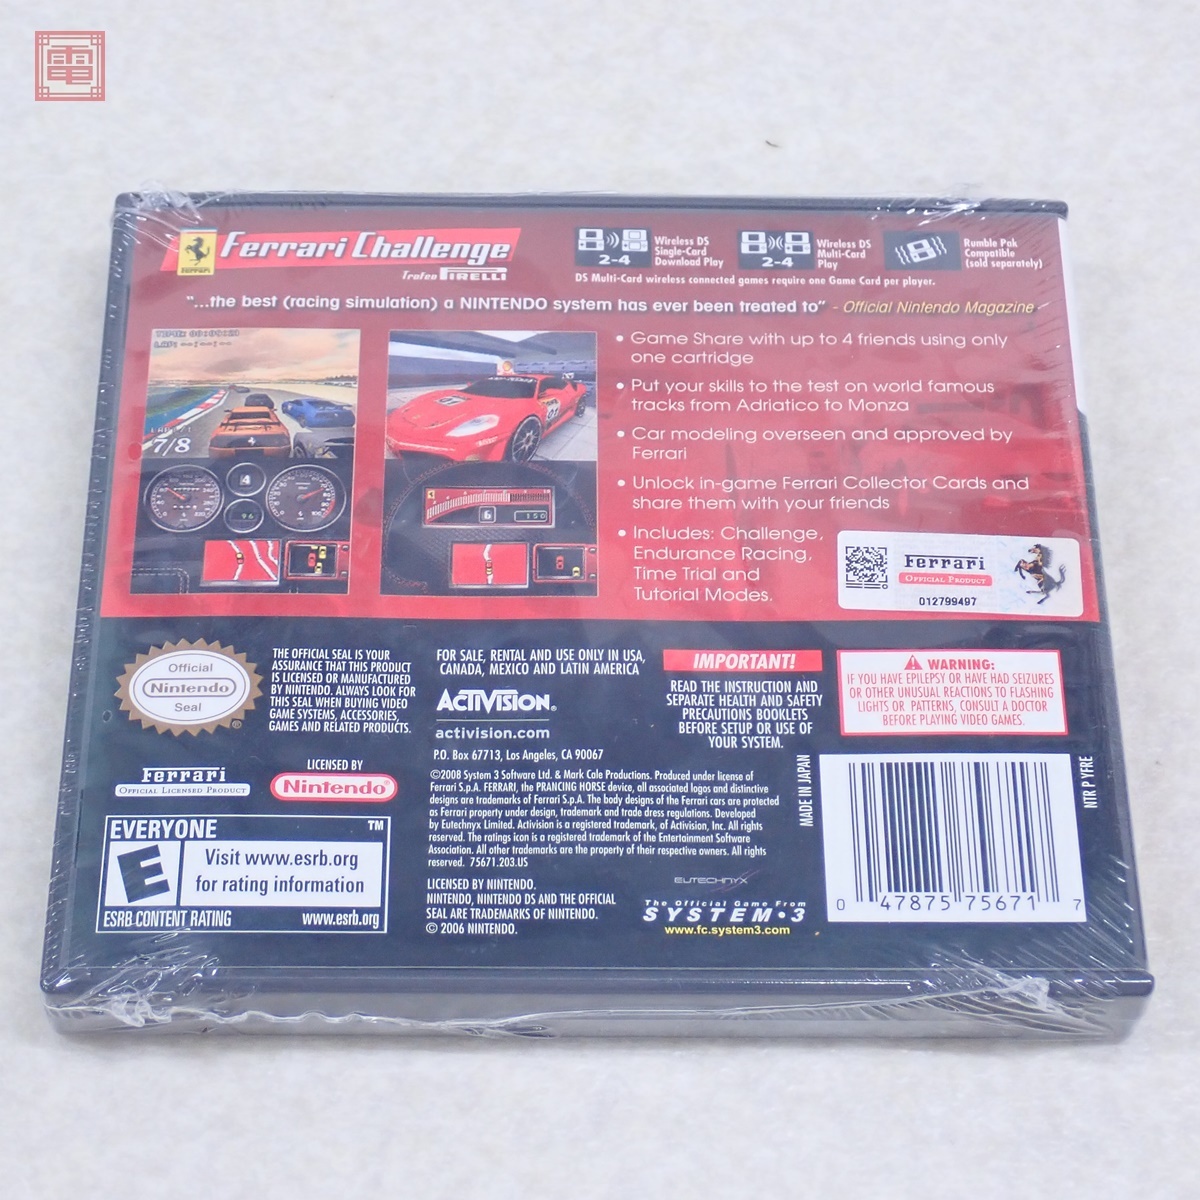 電
Ferrari
Ferrari Challenge
Trofeo PIRELLI
2-4
Wireless DS
Single-Card
Download Play
2-4
Wireless DS
Multi-Card
Play
Rumble Pak
Compatible
(sold separately)
DS Multi-Card wireless connected games require one Game Card per player.
"...the best (racing simulation) a NINTENDO system has ever been treated to" - Official Nintendo Magazine
7/8
4
96
6
150
• Game Share with up to 4 friends using only
one cartridge
• Put your skills to the test on world famous
tracks from Adriatico to Monza
• Car modeling overseen and approved by
Ferrari
• Unlock in-game Ferrari Collector Cards and
share them with your friends
• Includes: Challenge,
Endurance Racing,
Time Trial and
Tutorial Modes.
Ferrari
OFFICIAL PRODUCT
012799497
Official
Nintendo
Seal
THE OFFICIAL SEAL IS YOUR
ASSURANCE THAT THIS PRODUCT
IS LICENSED OR MANUFACTURED
BY NINTENDO. ALWAYS LOOK FOR
THIS SEAL WHEN BUYING VIDEO
GAME SYSTEMS, ACCESSORIES,
GAMES AND RELATED PRODUCTS.
Ferrari
OFFICIAL LICENSED PRODUCT
LICENSED BY
Nintendo®
EVERYONE ™
E
Visit www.esrb.org
for rating information
ESRB CONTENT RATING www.esrb.org
FOR SALE, RENTAL AND USE ONLY IN USA,
CANADA, MEXICO AND LATIN AMERICA
ACTIVISION®
activision.com
P.O. Box 67713, Los Angeles, CA 90067
©2008 System 3 Software Ltd. & Mark Cale Productions. Produced under license of
Ferrari S.p.A. FERRARI, the PRANCING HORSE device, all associated logos and distinctive
designs are trademarks of Ferrari S.p.A. The body designs of the Ferrari cars are protected
as Ferrari property under design, trademark and trade dress regulations. Developed
by Eutechnyx Limited. Activision is a registered trademark, of Activision, Inc. All rights
reserved. The ratings icon is a registered trademark of the Entertainment Software
Association. All other trademarks are the property of their respective owners. All rights
reserved. 75671.203.US
LICENSED BY NINTENDO.
NINTENDO, NINTENDO DS AND THE OFFICIAL
SEAL ARE TRADEMARKS OF NINTENDO.
© 2006 NINTENDO.
EUTECHNYX
The Official Game From
SYSTEM•3
www.fc.system3.com
IMPORTANT!
READ THE INSTRUCTION AND
SEPARATE HEALTH AND SAFETY
PRECAUTIONS BOOKLETS
BEFORE SETUP OR USE OF
YOUR SYSTEM.
WARNING:
IF YOU HAVE EPILEPSY OR HAVE HAD SEIZURES
OR OTHER UNUSUAL REACTIONS TO FLASHING
LIGHTS OR PATTERNS, CONSULT A DOCTOR
BEFORE PLAYING VIDEO GAMES.
MADE IN JAPAN
0 47875 75671 7
NTR P YFRE